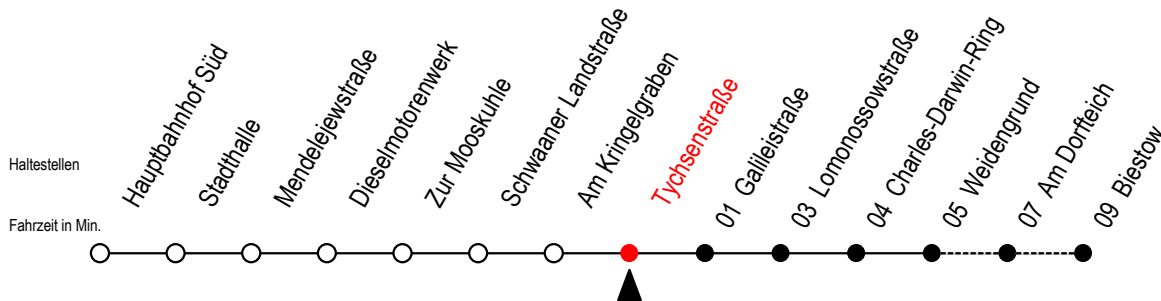 Haltestellen
Fahrzeit in Min.
Hauptbahnhof Süd
Stadthalle
Mendelejewstraße
Dieselmotorenwerk
Zur Mooskuhle
Schwaaner Landstraße
Am Kringelgraben
Tychsenstraße
01 Galileistraße
03 Lomonossowstraße
04 Charles-Darwin-Ring
05 Weidengrund
07 Am Dorfteich
09 Biestow